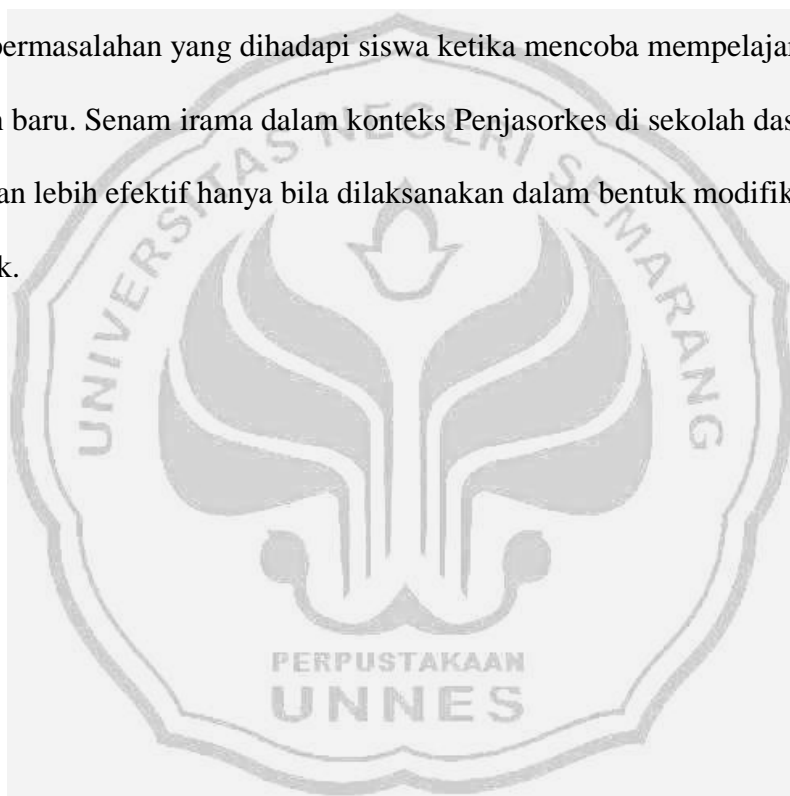 permasalahan yang dihadapi siswa ketika mencoba mempelajar
baru. Senam irama dalam konteks Penjasorkes di sekolah das
an lebih efektif hanya bila dilaksanakan dalam bentuk modifik
k.
UNIVERSITAS NEGERI SEMARANG
PERPUSTAKAAN
UNNES